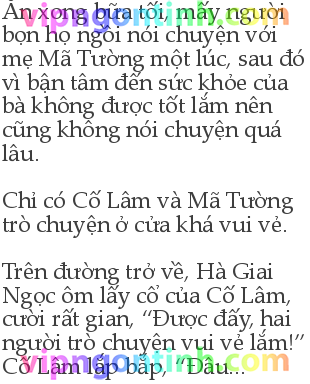 Ăn xong bữa tối, mấy người
bọn họ ngồi nói chuyện với
mẹ Mã Tường một lúc, sau đó
vì bận tâm đến sức khỏe của
bà không được tốt lắm nên
cũng không nói chuyện quá
lâu.
Chỉ có Cố Lâm và Mã Tường
trò chuyện ở cửa khá vui vẻ.
Trên đường trở về, Hà Giai
Ngọc ôm lấy cổ của Cố Lâm,
cười rất gian, “Được đấy, hai
người trò chuyện vui vẻ lắm!”
Cố Lâm lắp bắp, “Đâu...
vipngontinh.com
vipngontinh.com